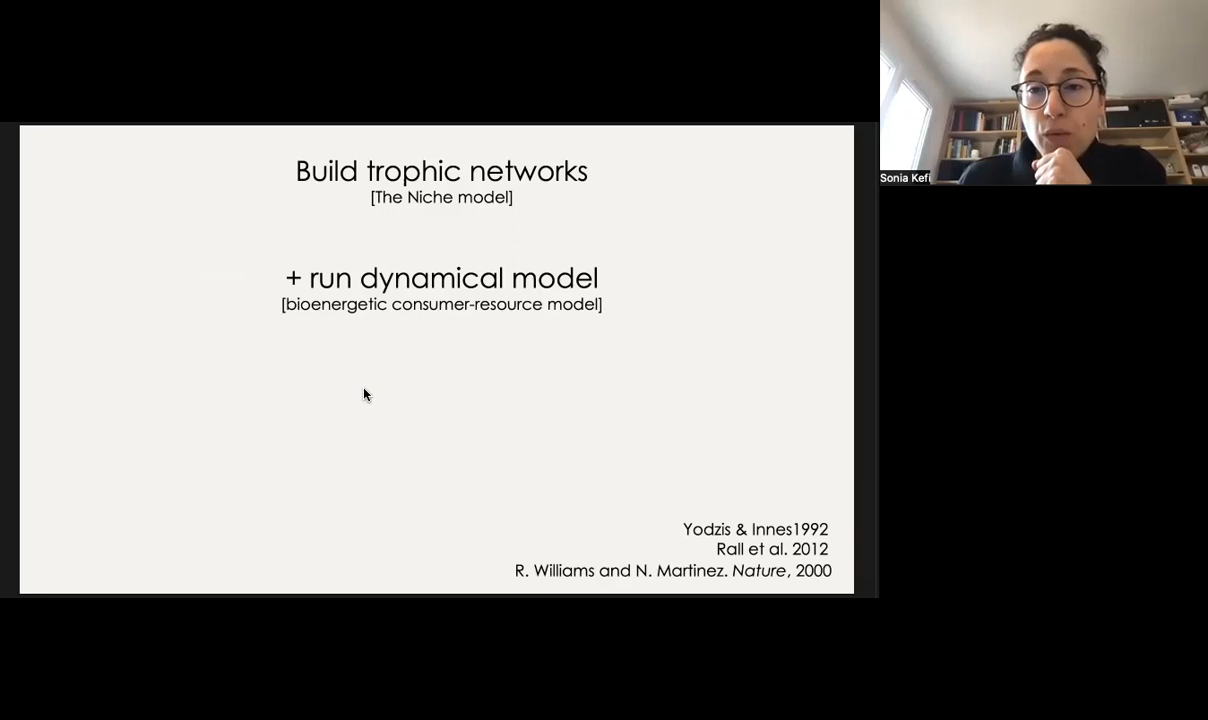 Build trophic networks
[The Niche model]
+ run dynamical model
[bioenergetic consumer-resource model]
Yodzis & Innes1992
Rall et al. 2012
R. Williams and N. Martinez. Nature, 2000
Sonia Kefi